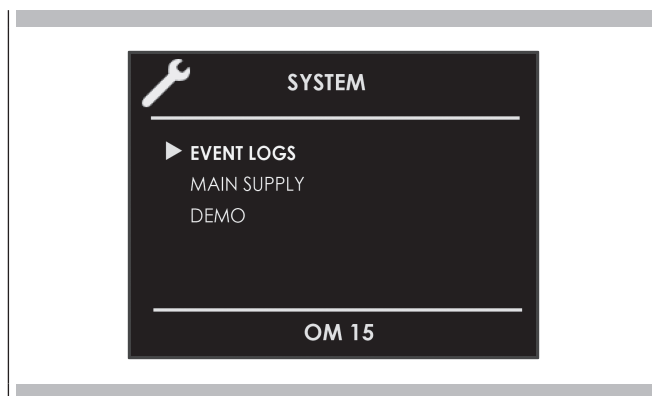 SYSTEM
EVENT LOGS
MAIN SUPPLY
DEMO
OM 15